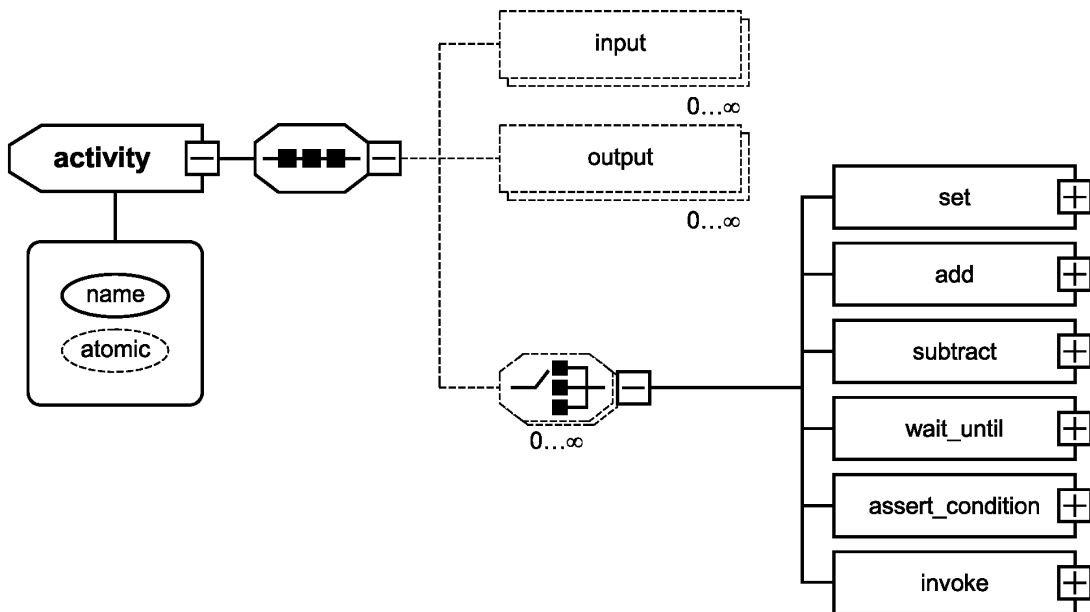 input
0...∞
activity
output
0...∞
set
name
add
atomic
subtract
0...∞
wait_until
assert_condition
invoke